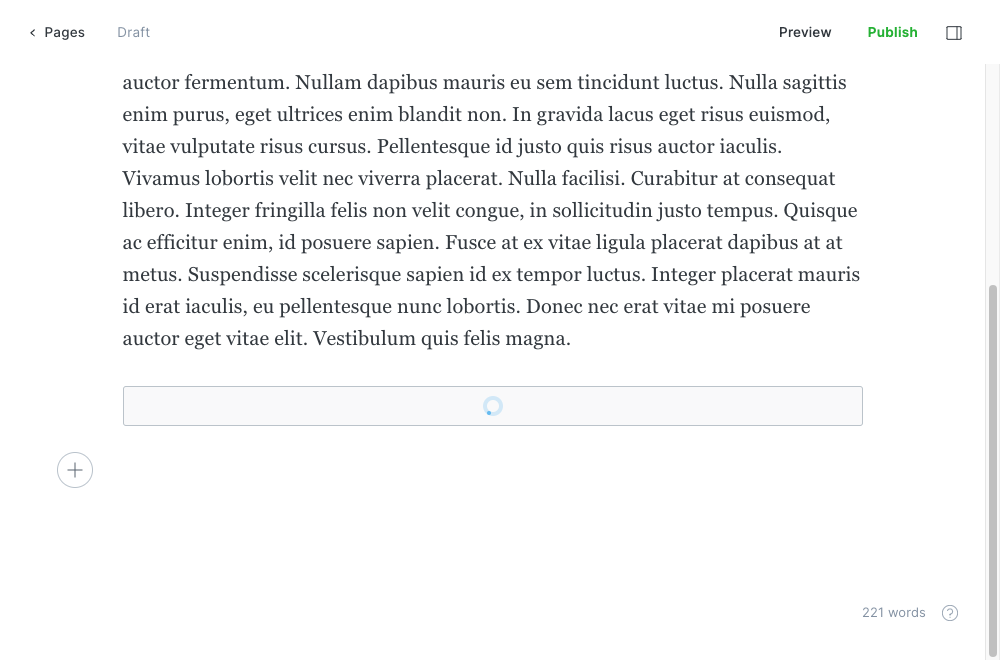 Pages
Draft
Preview
Publish
auctor fermentum. Nullam dapibus mauris eu sem tincidunt luctus. Nulla sagittis
enim purus, eget ultrices enim blandit non. In gravida lacus eget risus euismod,
vitae vulputate risus cursus. Pellentesque id justo quis risus auctor iaculis.
Vivamus lobortis velit nec viverra placerat. Nulla facilisi. Curabitur at consequat
libero. Integer fringilla felis non velit congue, in sollicitudin justo tempus. Quisque
ac efficitur enim, id posuere sapien. Fusce at ex vitae ligula placerat dapibus at at
metus. Suspendisse scelerisque sapien id ex tempor luctus. Integer placerat mauris
id erat iaculis, eu pellentesque nunc lobortis. Donec nec erat vitae mi posuere
auctor eget vitae elit. Vestibulum quis felis magna.
221 words